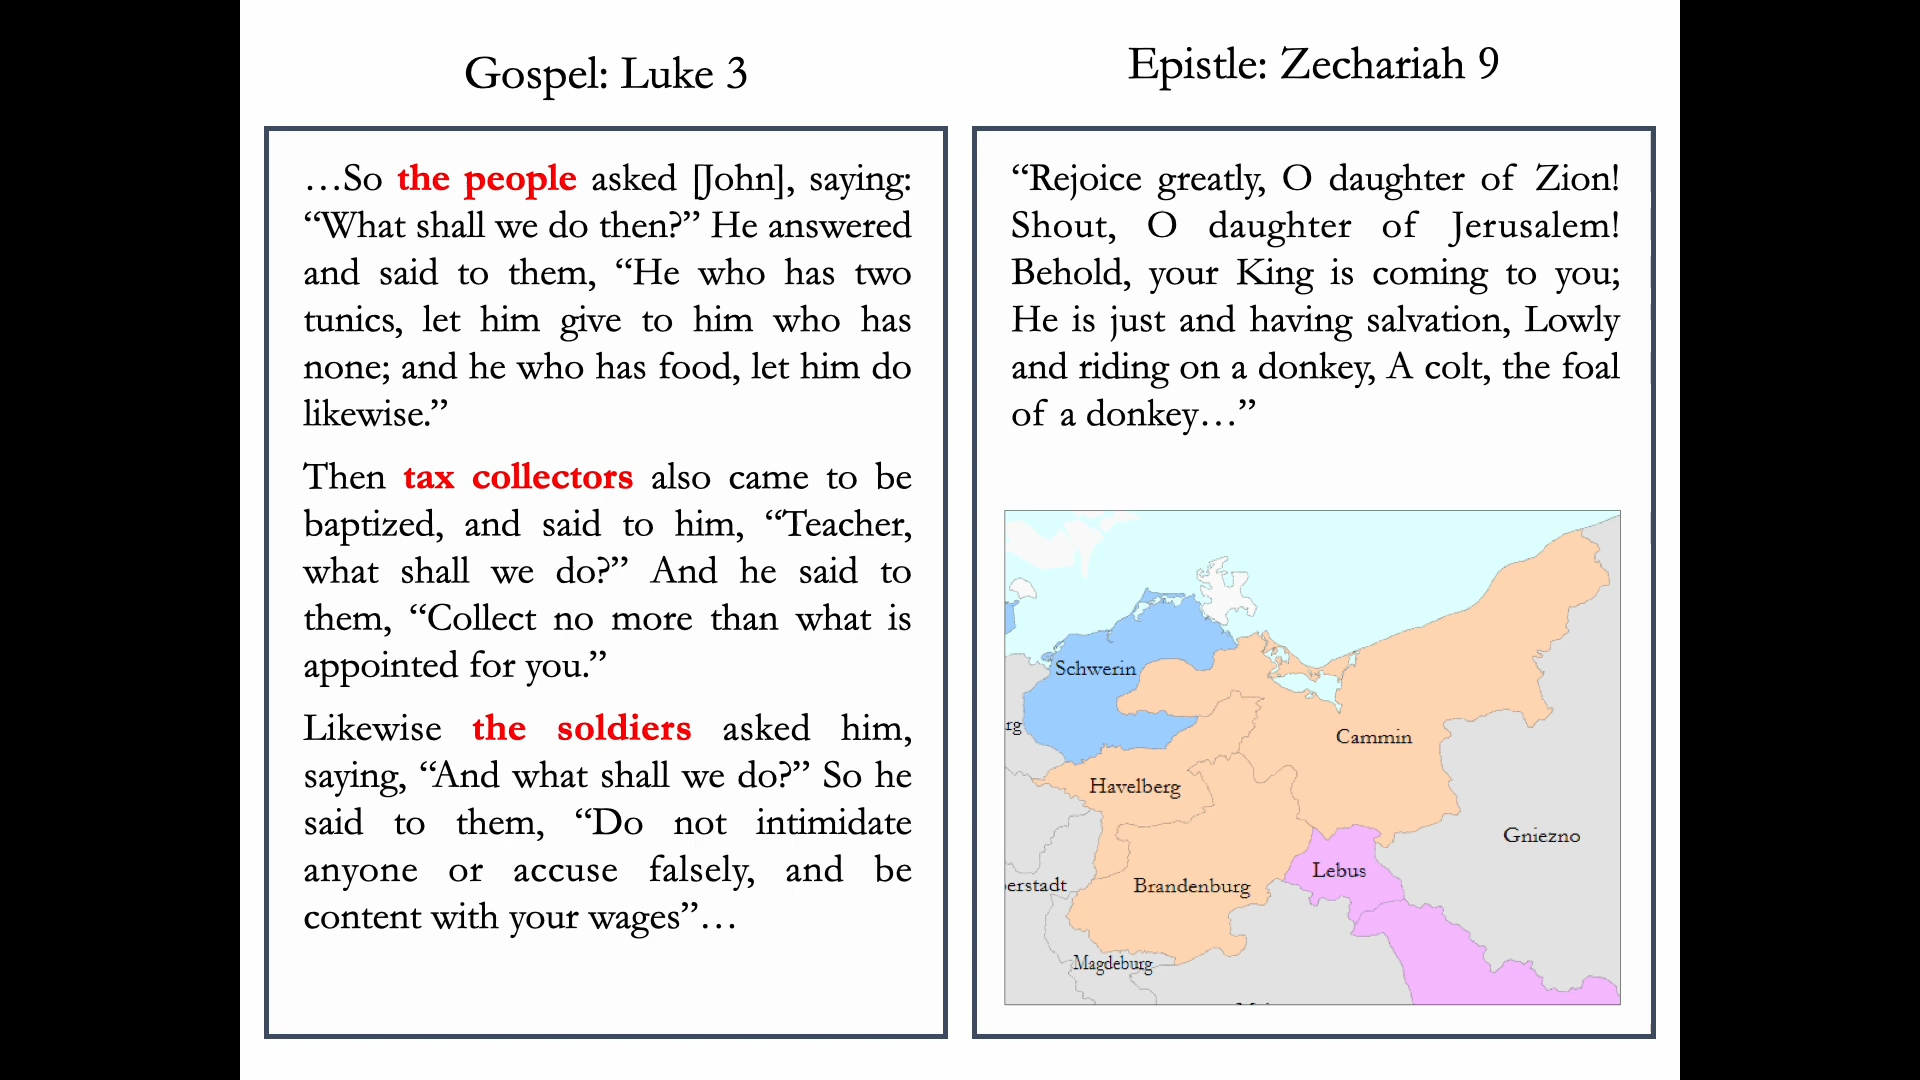 Gospel: Luke 3
…So the people asked [John], saying:
“What shall we do then?” He answered
and said to them, “He who has two
tunics, let him give to him who has
none; and he who has food, let him do
likewise.”
Then tax collectors also came to be
baptized, and said to him, “Teacher,
what shall we do?” And he said to
them, “Collect no more than what is
appointed for you.”
Likewise the soldiers asked him,
saying, “And what shall we do?” So he
said to them, “Do not intimidate
anyone or accuse falsely, and be
content with your wages”…
Epistle: Zechariah 9
“Rejoice greatly, O daughter of Zion!
Shout, O daughter of Jerusalem!
Behold, your King is coming to you;
He is just and having salvation, Lowly
and riding on a donkey, A colt, the foal
of a donkey…”
Schwerin
rg
Cammin
Havelberg
Gniezno
Lebus
erstadt
Brandenburg
Magdeburg